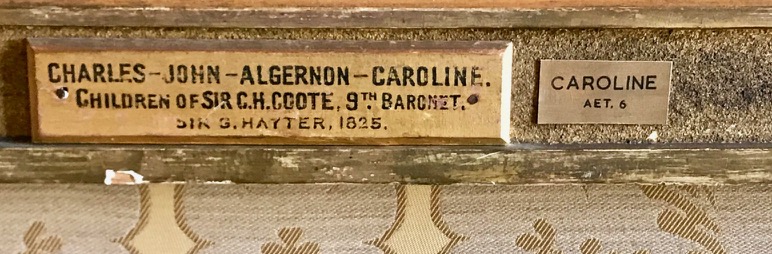 CHARLES-JOHN-ALGERNON-CAROLINE.
CHILDREN OF SIR C.H.COOTE, 9TH BARONET.
SIR G.HAYTER, 1825.
CAROLINE
AET. 6